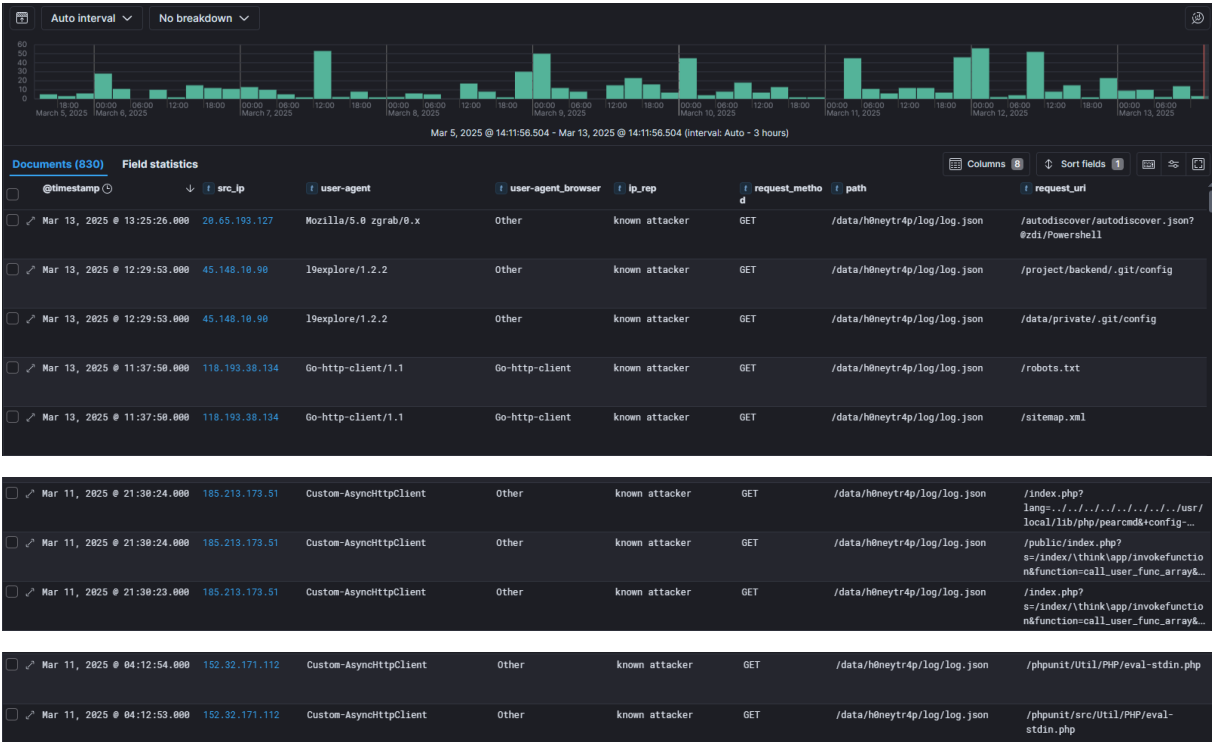 Auto interval No breakdown
60
50
40
30
20
10
0
18:00 00:00 06:00 12:00 18:00 00:00 06:00 12:00 18:00 00:00 06:00 12:00 18:00 00:00 06:00 12:00 18:00 00:00 06:00 12:00 18:00 00:00 06:00 12:00 18:00 00:00 06:00 12:00 18:00 00:00 06:00
March 5, 2025 March 6, 2025 March 7, 2025 March 8, 2025 March 9, 2025 March 10, 2025 March 11, 2025 March 12, 2025 March 13, 2025
Mar 5, 2025 @ 14:11:56.504 - Mar 13, 2025 @ 14:11:56.504 (interval: Auto - 3 hours)
Documents (830) Field statistics Columns 8 Sort fields 1
@timestamp src_ip user-agent user-agent_browser ip_rep request_metho path request_uri
d
Mar 13, 2025 @ 13:25:26.000 20.65.193.127 Mozilla/5.0 zgrab/0.x Other known attacker GET /data/h0neytr4p/log/log.json /autodiscover/autodiscover.json?
@zdi/Powershell
Mar 13, 2025 @ 12:29:53.000 45.148.10.90 l9explore/1.2.2 Other known attacker GET /data/h0neytr4p/log/log.json /project/backend/.git/config
Mar 13, 2025 @ 12:29:53.000 45.148.10.90 l9explore/1.2.2 Other known attacker GET /data/h0neytr4p/log/log.json /data/private/.git/config
Mar 13, 2025 @ 11:37:50.000 118.193.38.134 Go-http-client/1.1 Go-http-client known attacker GET /data/h0neytr4p/log/log.json /robots.txt
Mar 13, 2025 @ 11:37:50.000 118.193.38.134 Go-http-client/1.1 Go-http-client known attacker GET /data/h0neytr4p/log/log.json /sitemap.xml
Mar 11, 2025 @ 21:30:24.000 185.213.173.51 Custom-AsyncHttpClient Other known attacker GET /data/h0neytr4p/log/log.json /index.php?
lang=../../../../../../../../usr/
local/lib/php/pearcmd&+config-…
Mar 11, 2025 @ 21:30:24.000 185.213.173.51 Custom-AsyncHttpClient Other known attacker GET /data/h0neytr4p/log/log.json /public/index.php?
s=/index/\think\app/invokefunctio
n&function=call_user_func_array&…
Mar 11, 2025 @ 21:30:23.000 185.213.173.51 Custom-AsyncHttpClient Other known attacker GET /data/h0neytr4p/log/log.json /index.php?
s=/index/\think\app/invokefunctio
n&function=call_user_func_array&…
Mar 11, 2025 @ 04:12:54.000 152.32.171.112 Custom-AsyncHttpClient Other known attacker GET /data/h0neytr4p/log/log.json /phpunit/Util/PHP/eval-stdin.php
Mar 11, 2025 @ 04:12:53.000 152.32.171.112 Custom-AsyncHttpClient Other known attacker GET /data/h0neytr4p/log/log.json /phpunit/src/Util/PHP/eval-
stdin.php